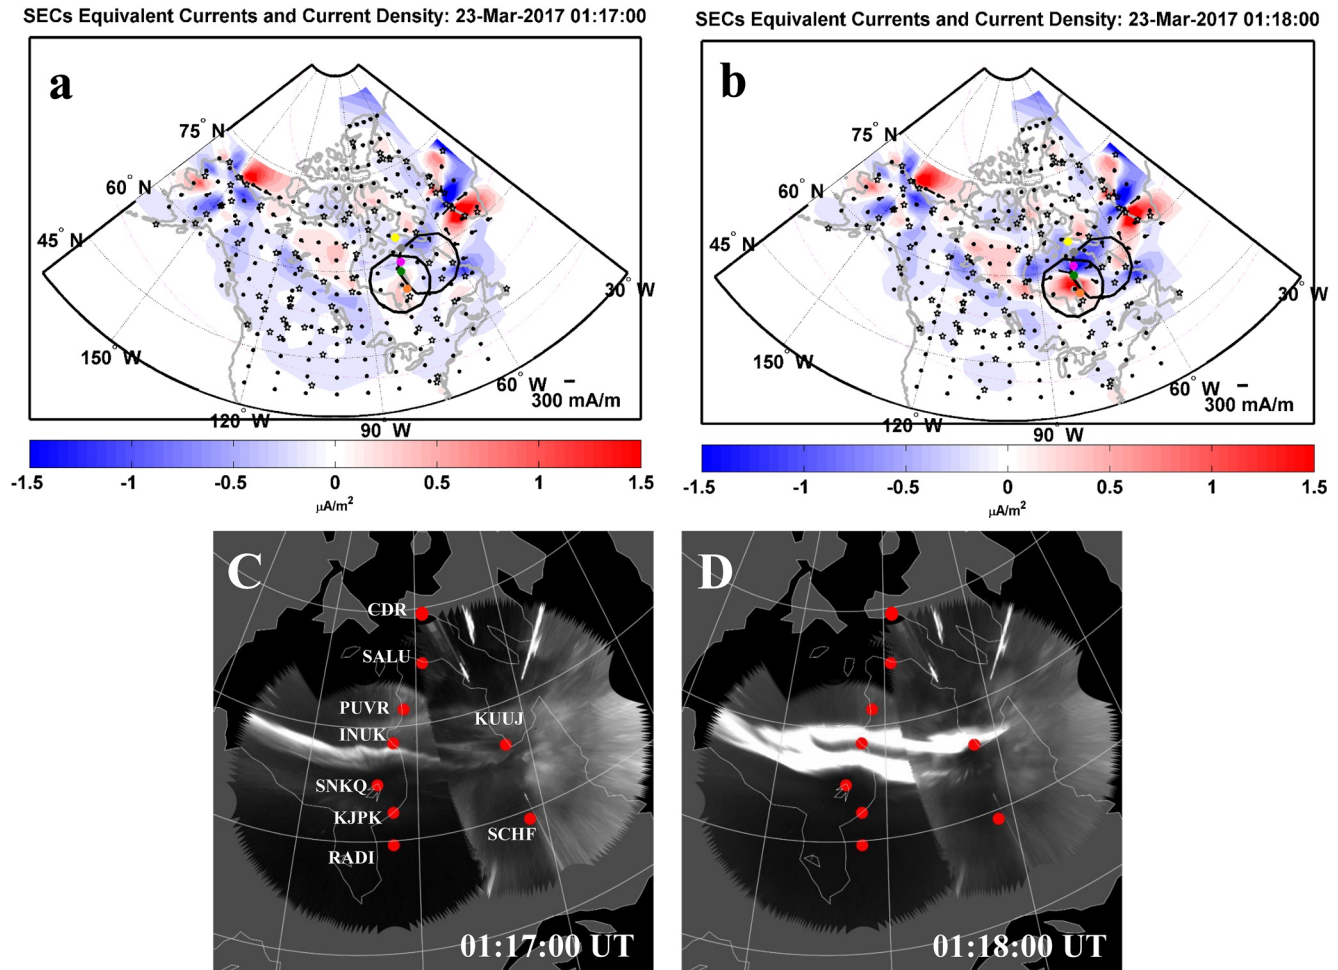 SECs Equivalent Currents and Current Density: 23-Mar-2017 01:17:00
a
75° N
60° N
45° N
30° W
150° W
60° W
300 mA/m
120° W
90° W
-1.5 -1 -0.5 0 0.5 1 1.5
μA/m²
SECs Equivalent Currents and Current Density: 23-Mar-2017 01:18:00
b
75° N
60° N
45° N
30° W
150° W
60° W
300 mA/m
120° W
90° W
-1.5 -1 -0.5 0 0.5 1 1.5
μA/m²
C
CDR
SALU
PUVR
KUUJ
INUK
SNKQ
KJPK
SCHF
RADI
01:17:00 UT
D
01:18:00 UT